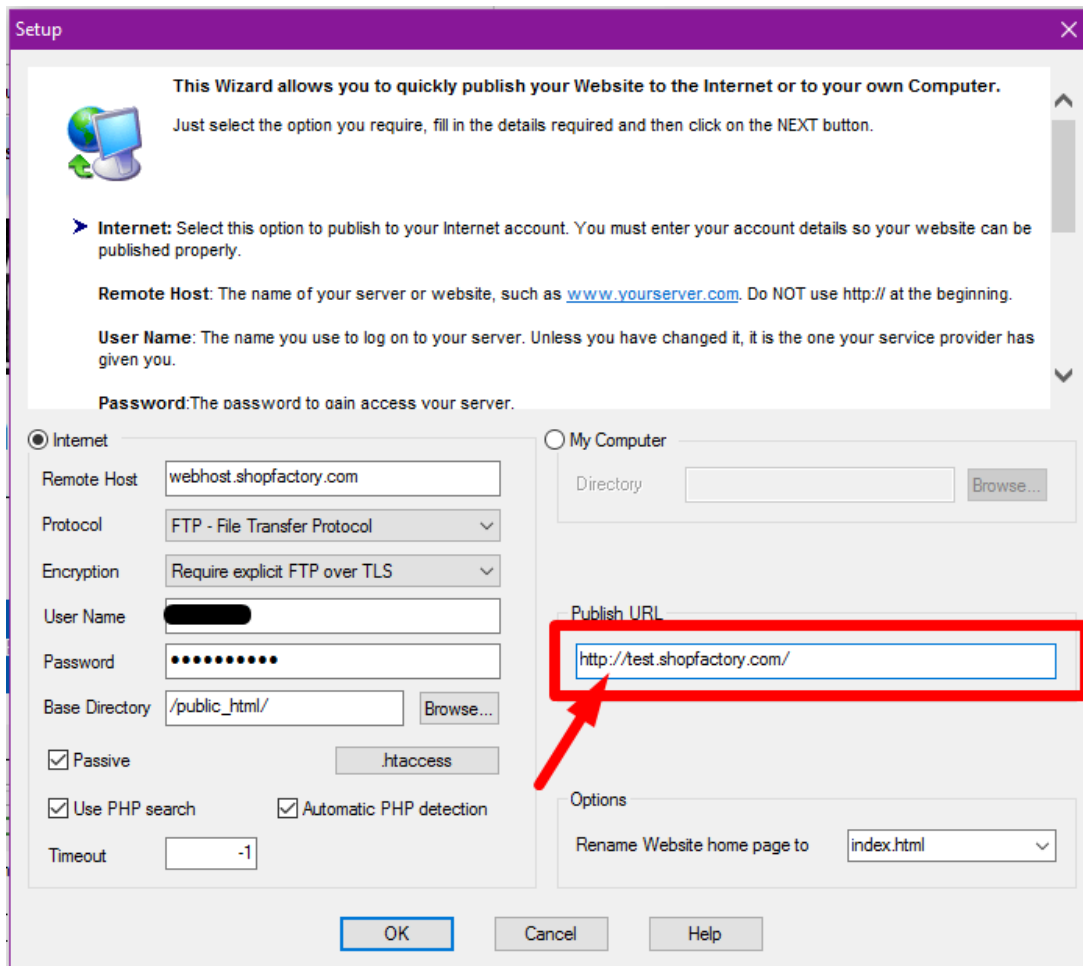 Setup
This Wizard allows you to quickly publish your Website to the Internet or to your own Computer.
Just select the option you require, fill in the details required and then click on the NEXT button.
Internet: Select this option to publish to your Internet account. You must enter your account details so your website can be
published properly.
Remote Host: The name of your server or website, such as www.yourserver.com. Do NOT use http:// at the beginning.
User Name: The name you use to log on to your server. Unless you have changed it, it is the one your service provider has
given you.
Password:The password to gain access your server.
Internet
My Computer
Remote Host webhost.shopfactory.com
Directory Browse...
Protocol FTP - File Transfer Protocol
Encryption Require explicit FTP over TLS
User Name
Publish URL
Password ●●●●●●●●●●
http://test.shopfactory.com/
Base Directory /public_html/ Browse...
Passive .htaccess
Use PHP search Automatic PHP detection
Options
Timeout -1
Rename Website home page to index.html
OK Cancel Help